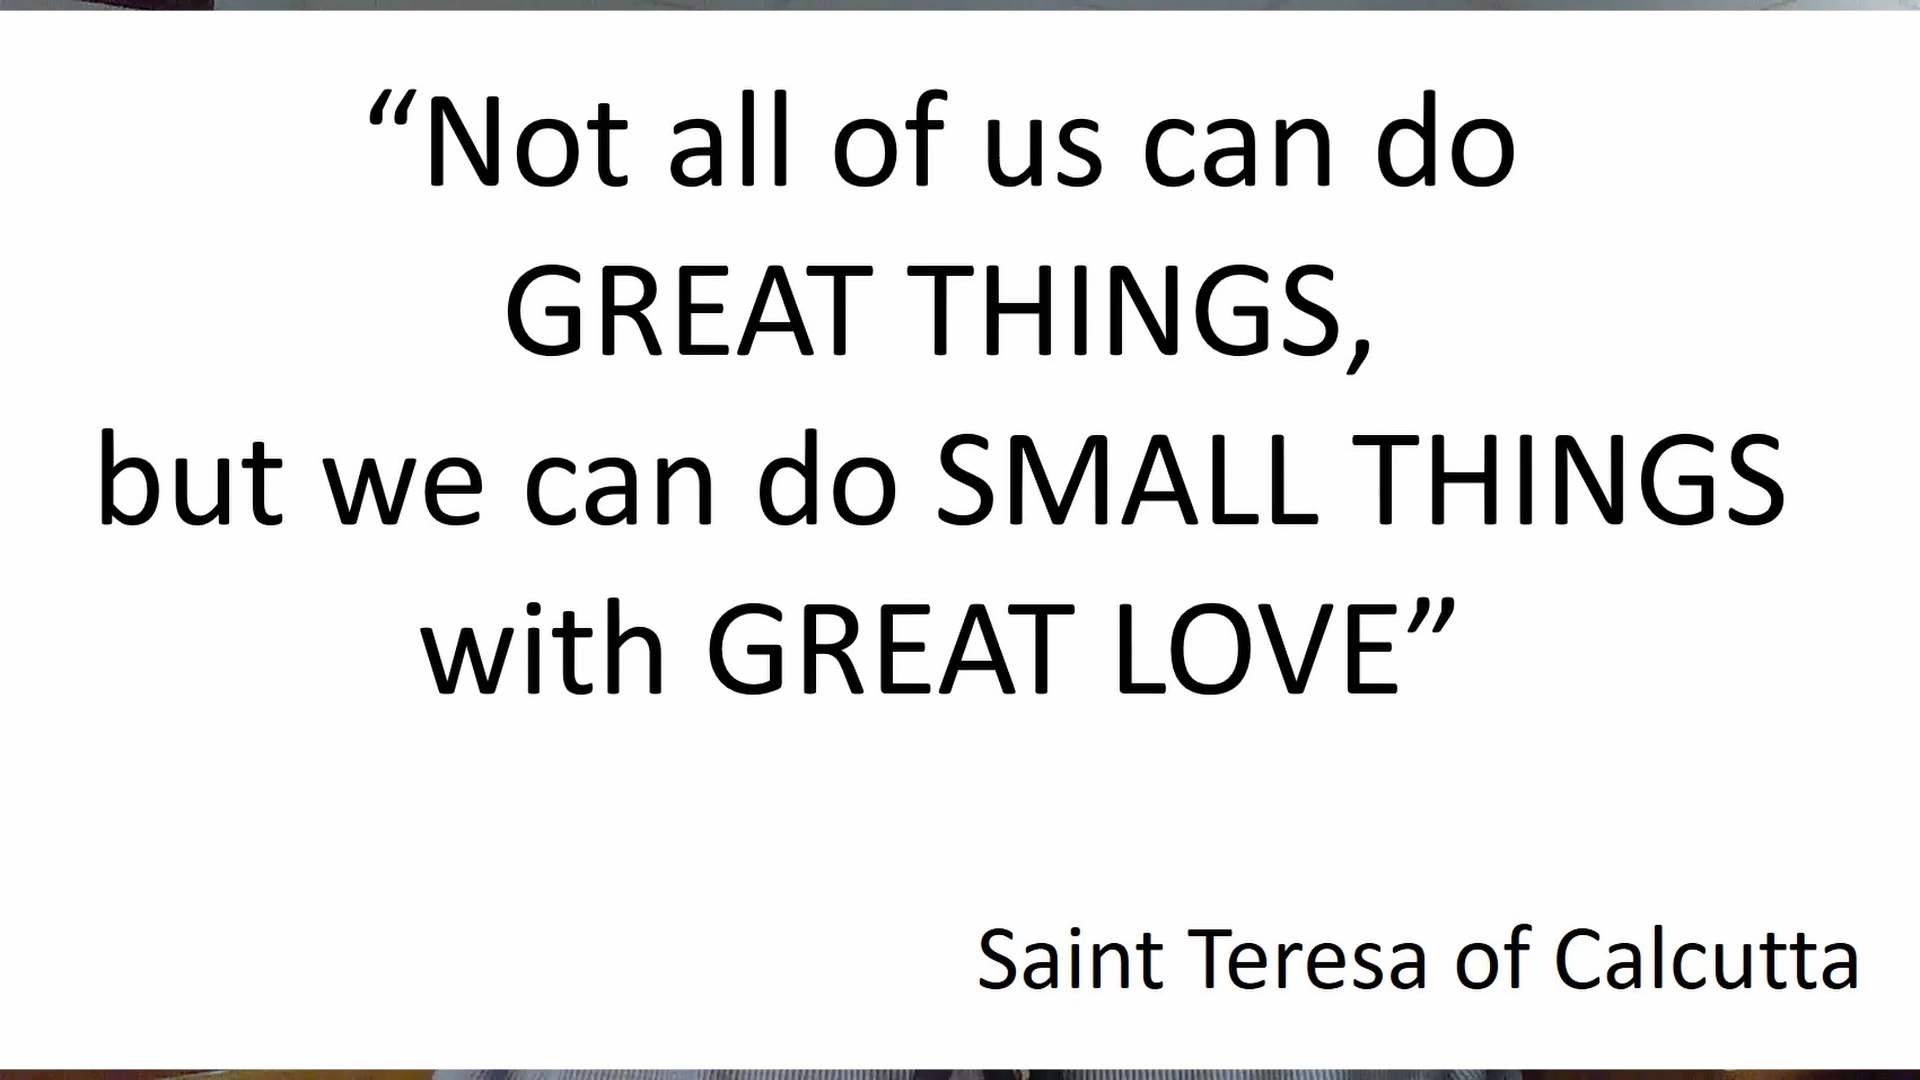 “Not all of us can do
GREAT THINGS,
but we can do SMALL THINGS
with GREAT LOVE”
Saint Teresa of Calcutta